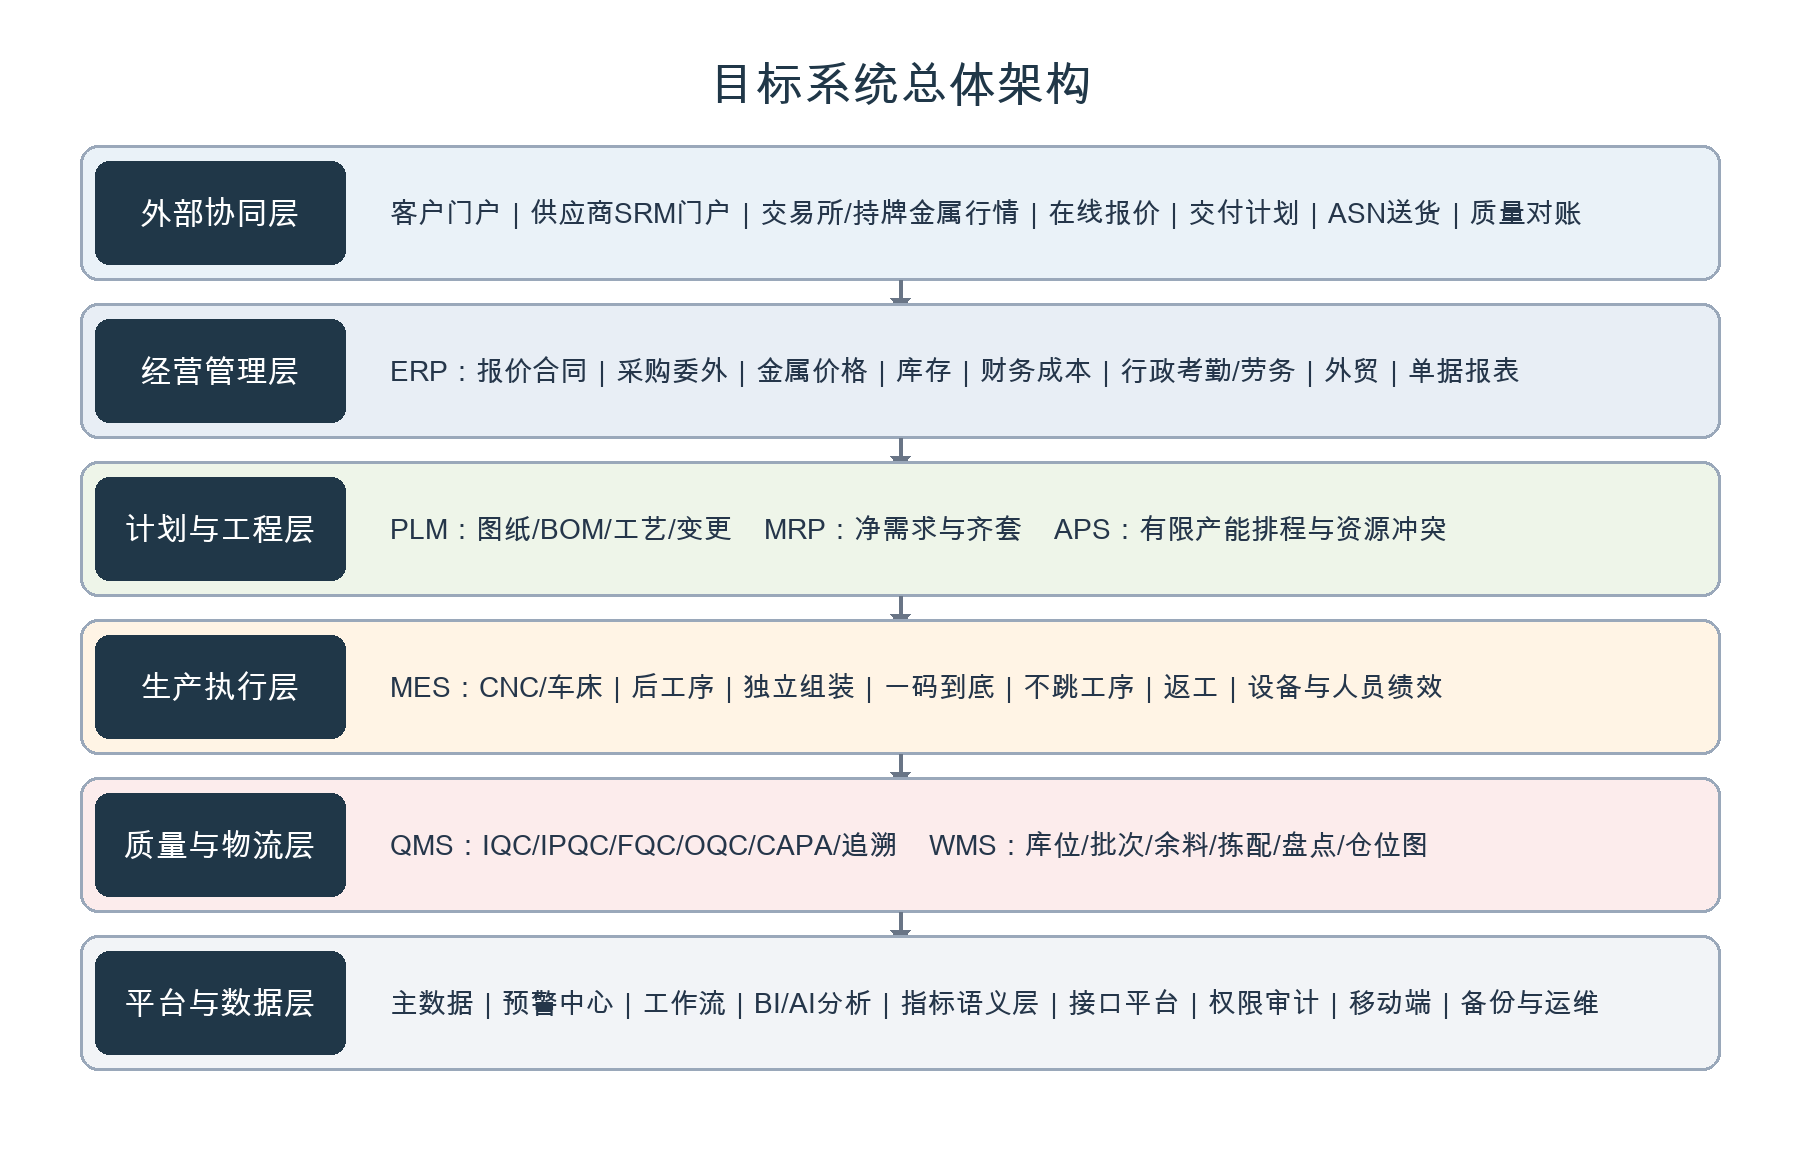 目标系统总体架构
外部协同层
客户门户 | 供应商SRM门户 | 交易所/持牌金属行情 | 在线报价 | 交付计划 | ASN送货 | 质量对账
经营管理层
ERP：报价合同 | 采购委外 | 金属价格 | 库存 | 财务成本 | 行政考勤/劳务 | 外贸 | 单据报表
计划与工程层
PLM：图纸/BOM/工艺/变更 MRP：净需求与齐套 APS：有限产能排程与资源冲突
生产执行层
MES：CNC/车床 | 后工序 | 独立组装 | 一码到底 | 不跳工序 | 返工 | 设备与人员绩效
质量与物流层
QMS：IQC/IPQC/FQC/OQC/CAPA/追溯 WMS：库位/批次/余料/拣配/盘点/仓位图
平台与数据层
主数据 | 预警中心 | 工作流 | BI/AI分析 | 指标语义层 | 接口平台 | 权限审计 | 移动端 | 备份与运维